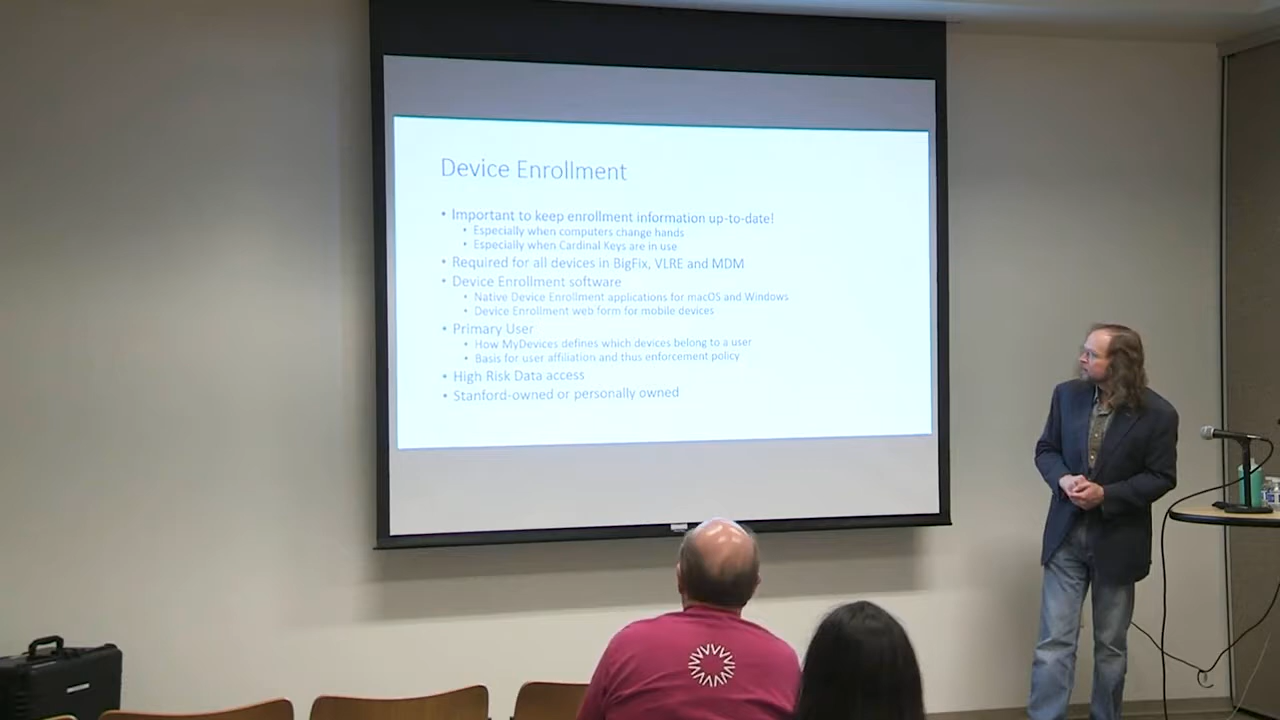 Device Enrollment
• Important to keep enrollment information up-to-date!
• Especially when computers change hands
• Especially when Cardinal Keys are in use
• Required for all devices in BigFix, VLRE and MDM
• Device Enrollment software
• Native Device Enrollment applications for macOS and Windows
• Device Enrollment web form for mobile devices
• Primary User
• How MyDevices defines which devices belong to a user
• Basis for user affiliation and thus enforcement policy
• High Risk Data access
• Stanford-owned or personally owned